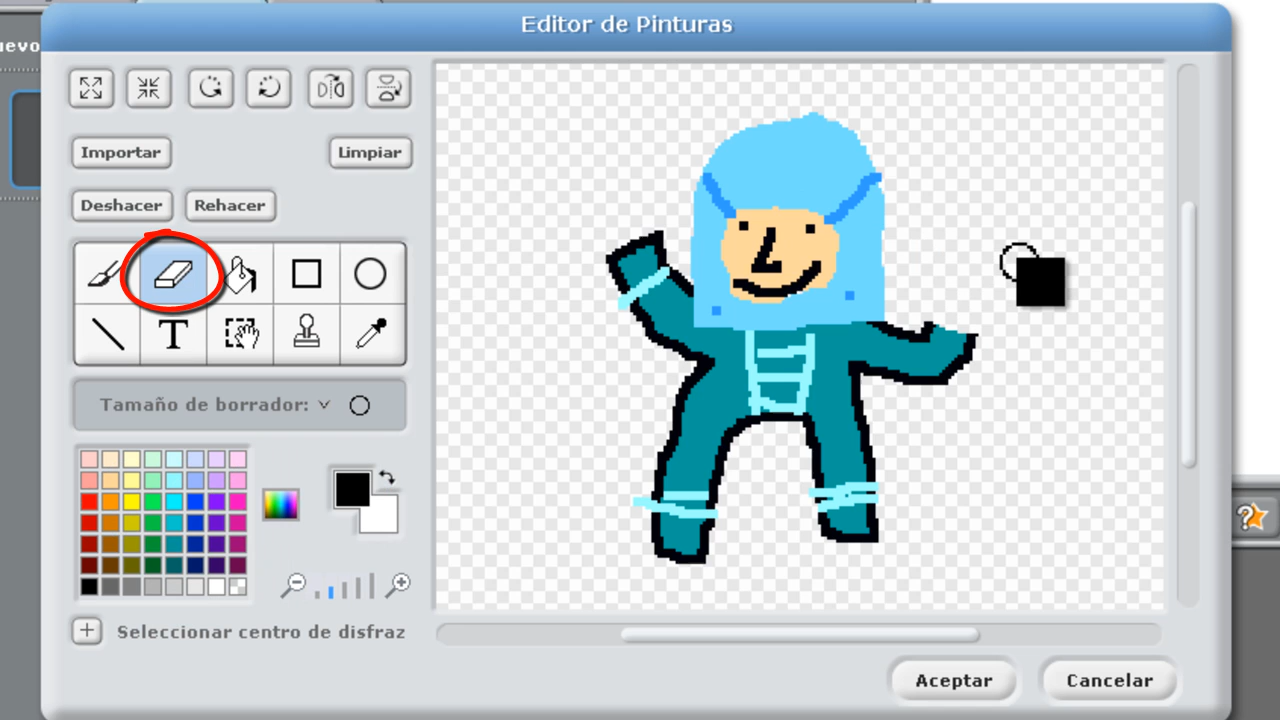 Editor de Pinturas
Importar
Limpiar
Deshacer
Rehacer
T
Tamaño de borrador:
Seleccionar centro de disfraz
Aceptar
Cancelar